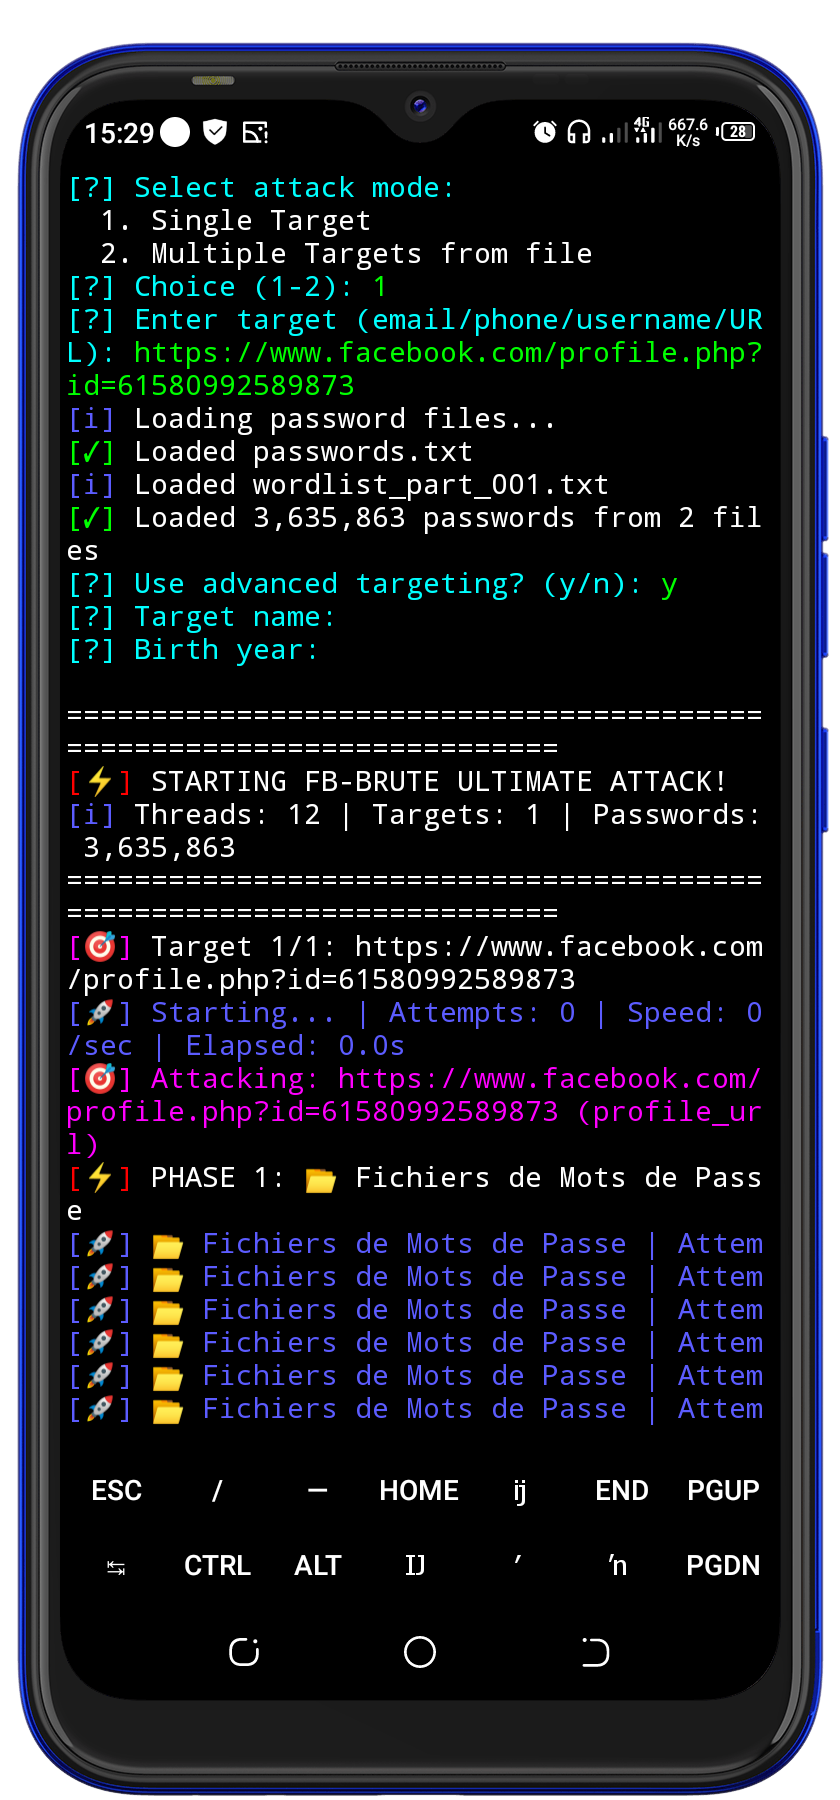 15:29
4G
667.6
K/s
28
[?] Select attack mode:
1. Single Target
2. Multiple Targets from file
[?] Choice (1-2): 1
[?] Enter target (email/phone/username/UR
L): https://www.facebook.com/profile.php?
id=61580992589873
[i] Loading password files...
[✓] Loaded passwords.txt
[i] Loaded wordlist_part_001.txt
[✓] Loaded 3,635,863 passwords from 2 fil
es
[?] Use advanced targeting? (y/n): y
[?] Target name:
[?] Birth year:
=========================================
=============================
[⚡] STARTING FB-BRUTE ULTIMATE ATTACK!
[i] Threads: 12 | Targets: 1 | Passwords:
3,635,863
=========================================
=============================
[🎯] Target 1/1: https://www.facebook.com
/profile.php?id=61580992589873
[🚀] Starting... | Attempts: 0 | Speed: 0
/sec | Elapsed: 0.0s
[🎯] Attacking: https://www.facebook.com/
profile.php?id=61580992589873 (profile_ur
l)
[⚡] PHASE 1: 📂 Fichiers de Mots de Pass
e
[🚀] 📂 Fichiers de Mots de Passe | Attem
[🚀] 📂 Fichiers de Mots de Passe | Attem
[🚀] 📂 Fichiers de Mots de Passe | Attem
[🚀] 📂 Fichiers de Mots de Passe | Attem
[🚀] 📂 Fichiers de Mots de Passe | Attem
[🚀] 📂 Fichiers de Mots de Passe | Attem
ESC / — HOME ĳ END PGUP
↹ CTRL ALT Ĳ ʼ ŉ PGDN